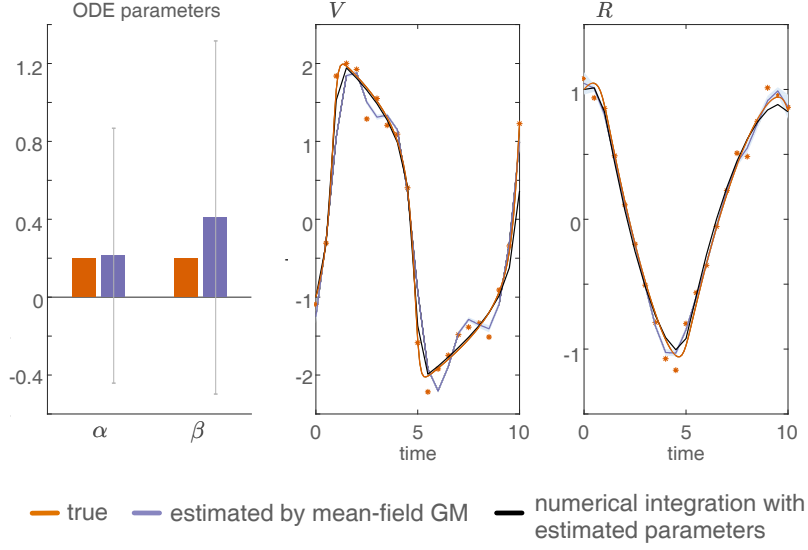 ODE parameters
V
R
1.2
0.8
0.4
0
-0.4
α
β
2
1
0
-1
-2
0
5
10
time
1
0
-1
0
5
10
time
true
estimated by mean-field GM
numerical integration with
estimated parameters